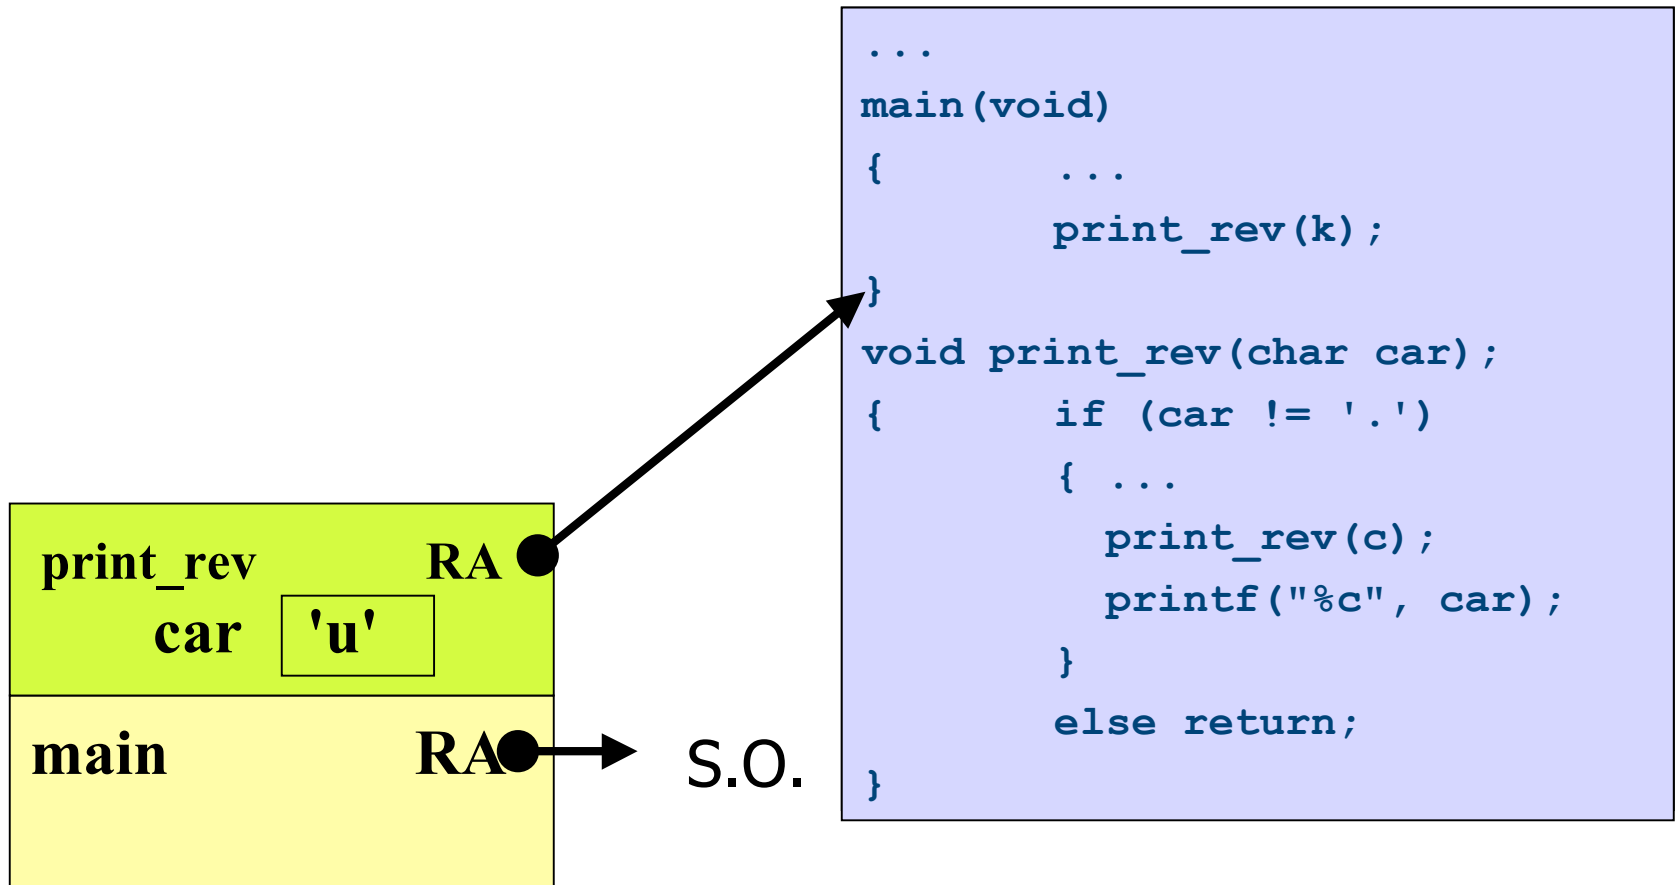 ...
main(void)
{ ...
print_rev(k);
}
void print_rev(char car);
{ if (car != '.')
{ ...
print_rev(c);
printf("%c", car);
}
else return;
}
print_rev RA
car 'u'
main RA
S.O.